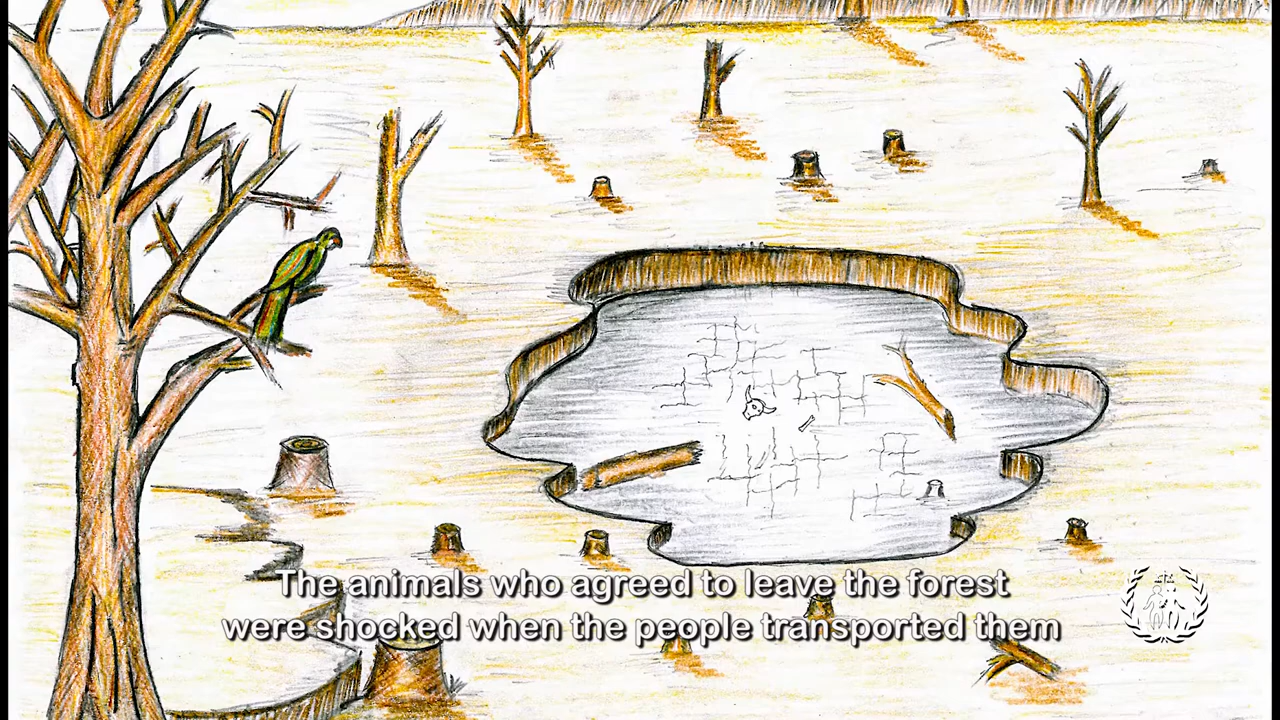 The animals who agreed to leave the forest
were shocked when the people transported them